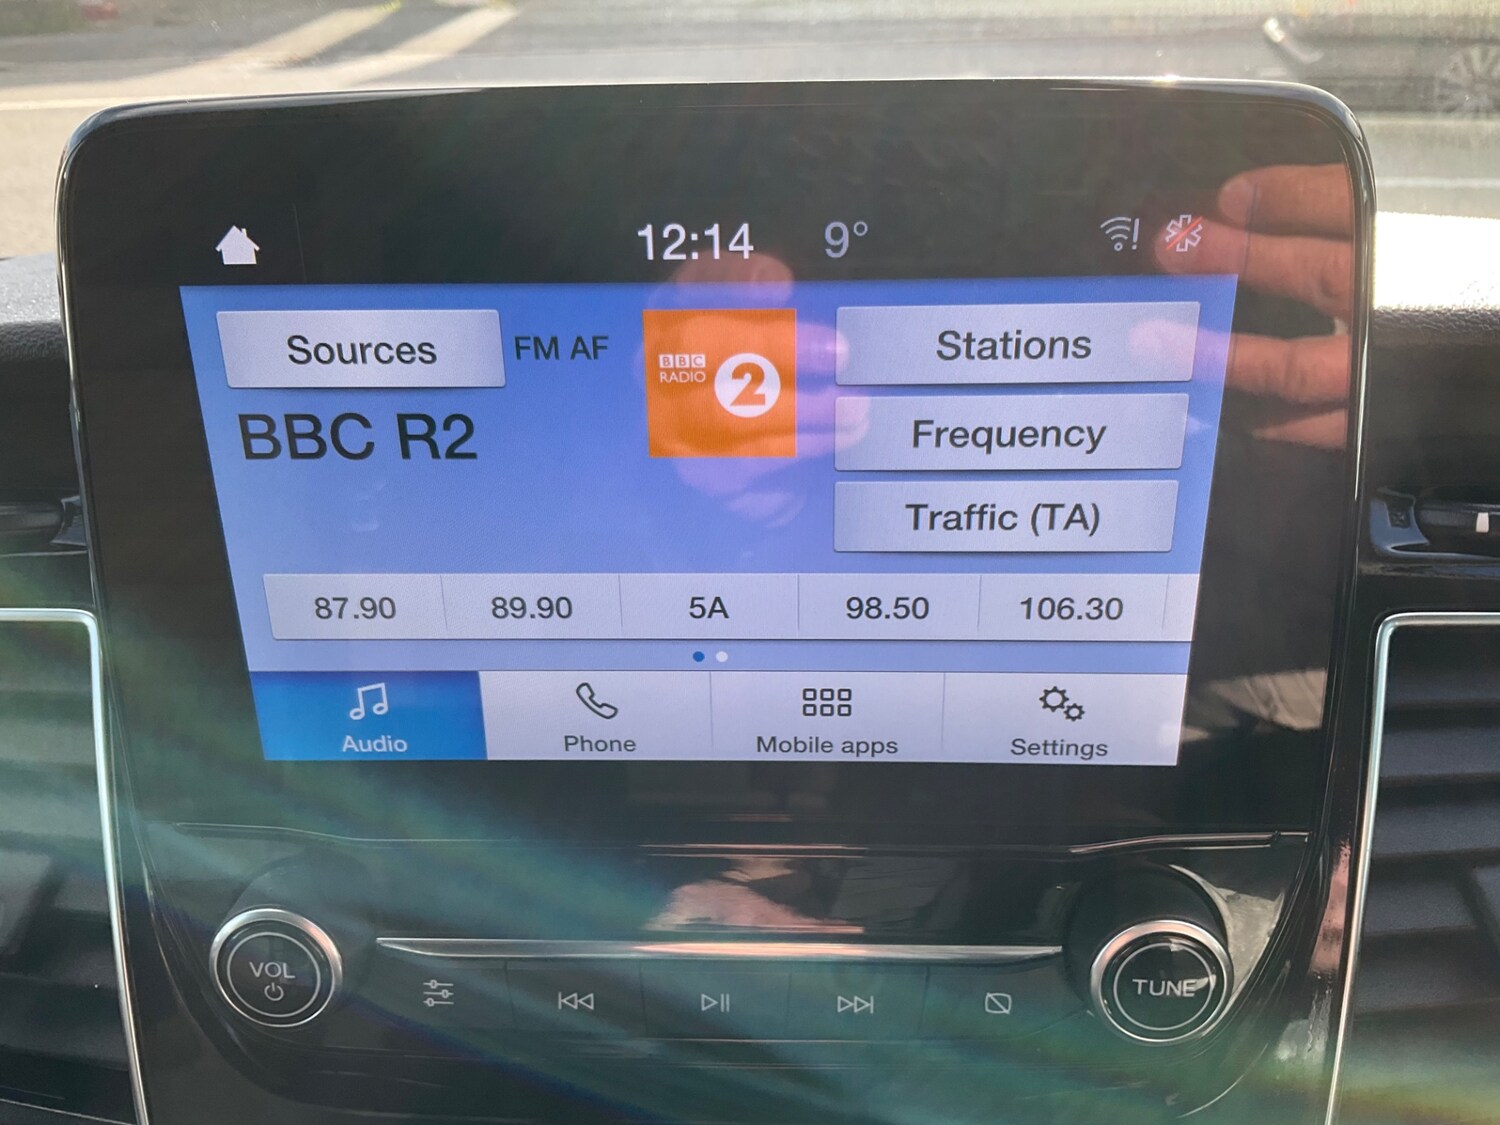 12:14 9°
Sources FM AF
BBC
RADIO 2
Stations
BBC R2
Frequency
Traffic (TA)
87.90 89.90 5A 98.50 106.30
Audio Phone Mobile apps Settings
VOL
TUNE